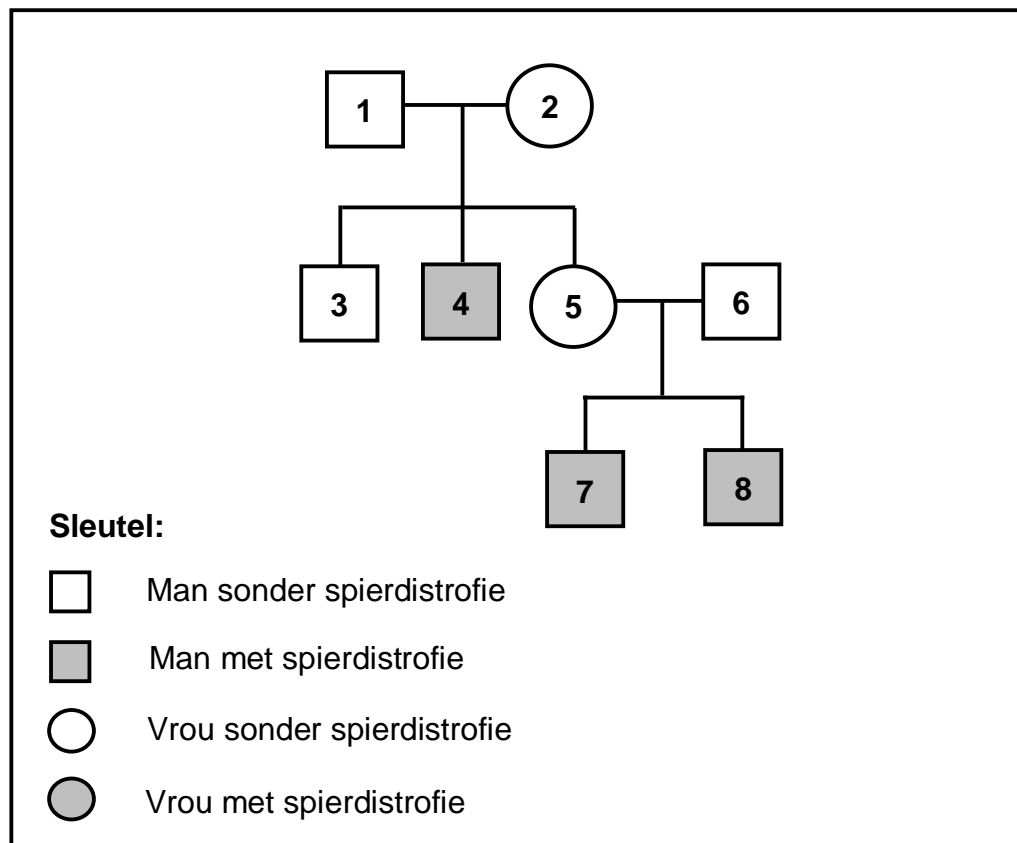 1 2
3 4 5 6
7 8
Sleutel:
Man sonder spierdistrofie
Man met spierdistrofie
Vrou sonder spierdistrofie
Vrou met spierdistrofie